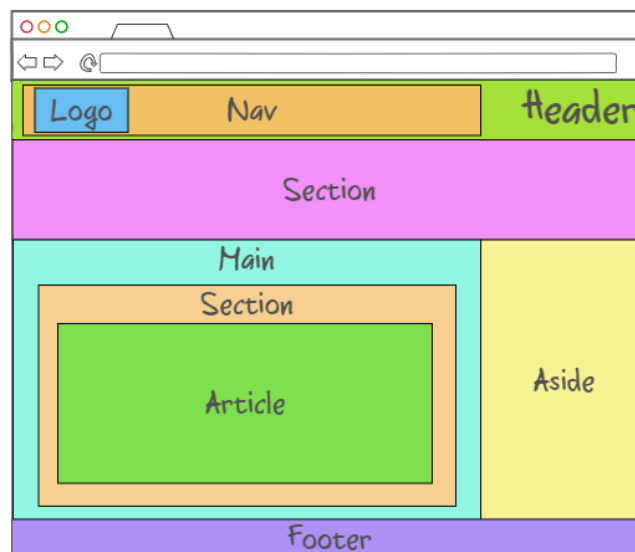 Logo Nav Header
Section
Main
Section
Article
Aside
Footer